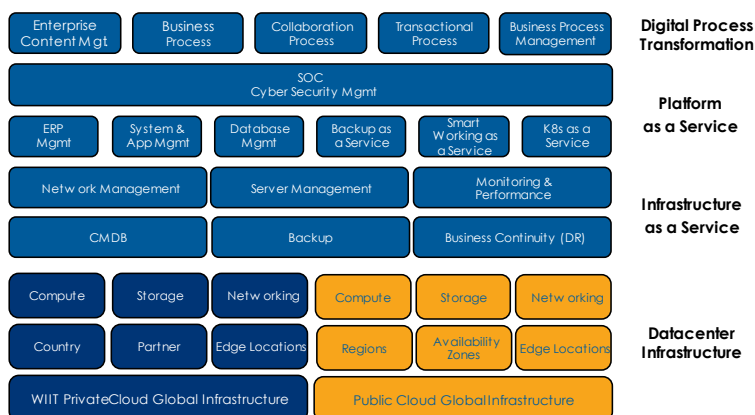 Enterprise
Content Mgt
Business
Process
Collaboration
Process
Transactional
Process
Business Process
Management
Digital Process
Transformation
SOC
Cyber Security Mgmt
Platform
as a Service
ERP
Mgmt
System &
App Mgmt
Database
Mgmt
Backup as
a Service
Smart
Working as
a Service
K8s as a
Service
Network Management
Server Management
Monitoring &
Performance
Infrastructure
as a Service
CMDB
Backup
Business Continuity (DR)
Compute
Storage
Networking
Compute
Storage
Networking
Country
Partner
Edge Locations
Regions
Availability
Zones
Edge Locations
Datacenter
Infrastructure
WIIT PrivateCloud Global Infrastructure
Public Cloud Global Infrastructure